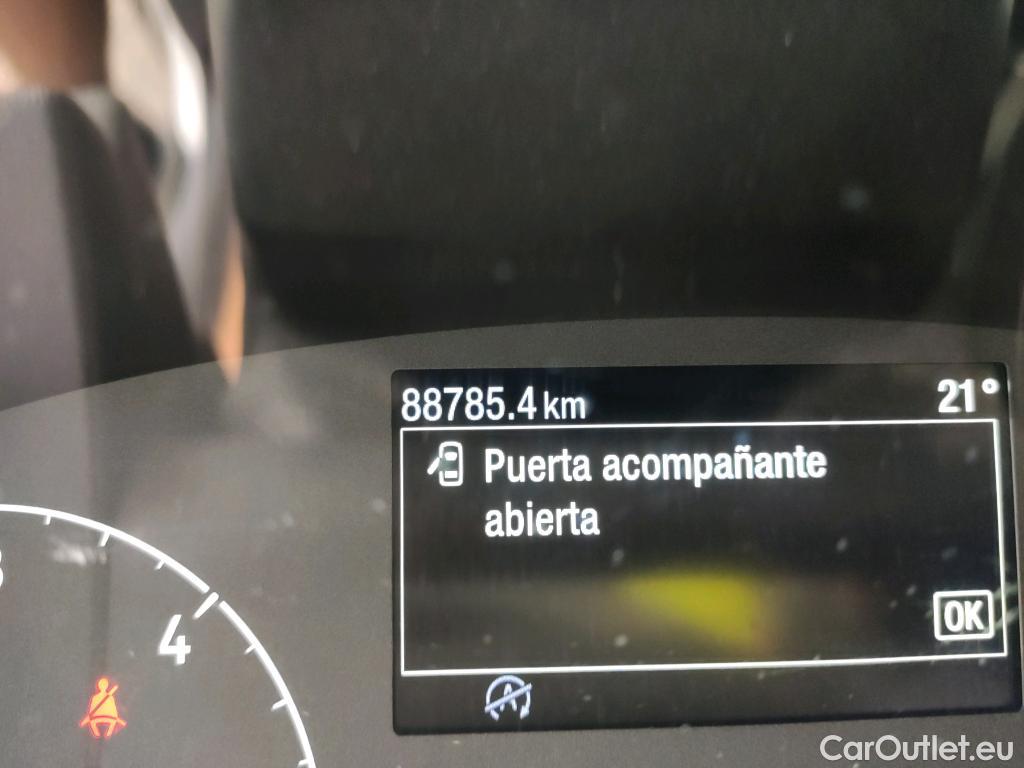 88785.4 km 21°
Puerta acompañante
abierta
OK
4
A
CarOutlet.eu